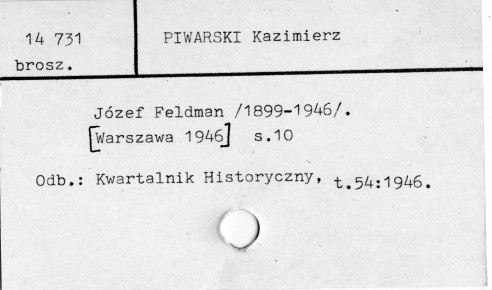 14 731
brosz.
PIWARSKI Kazimierz
Józef Feldman /1899-1946/.
[Warszawa 1946] s.10
Odb.: Kwartalnik Historyczny, t.54:1946.